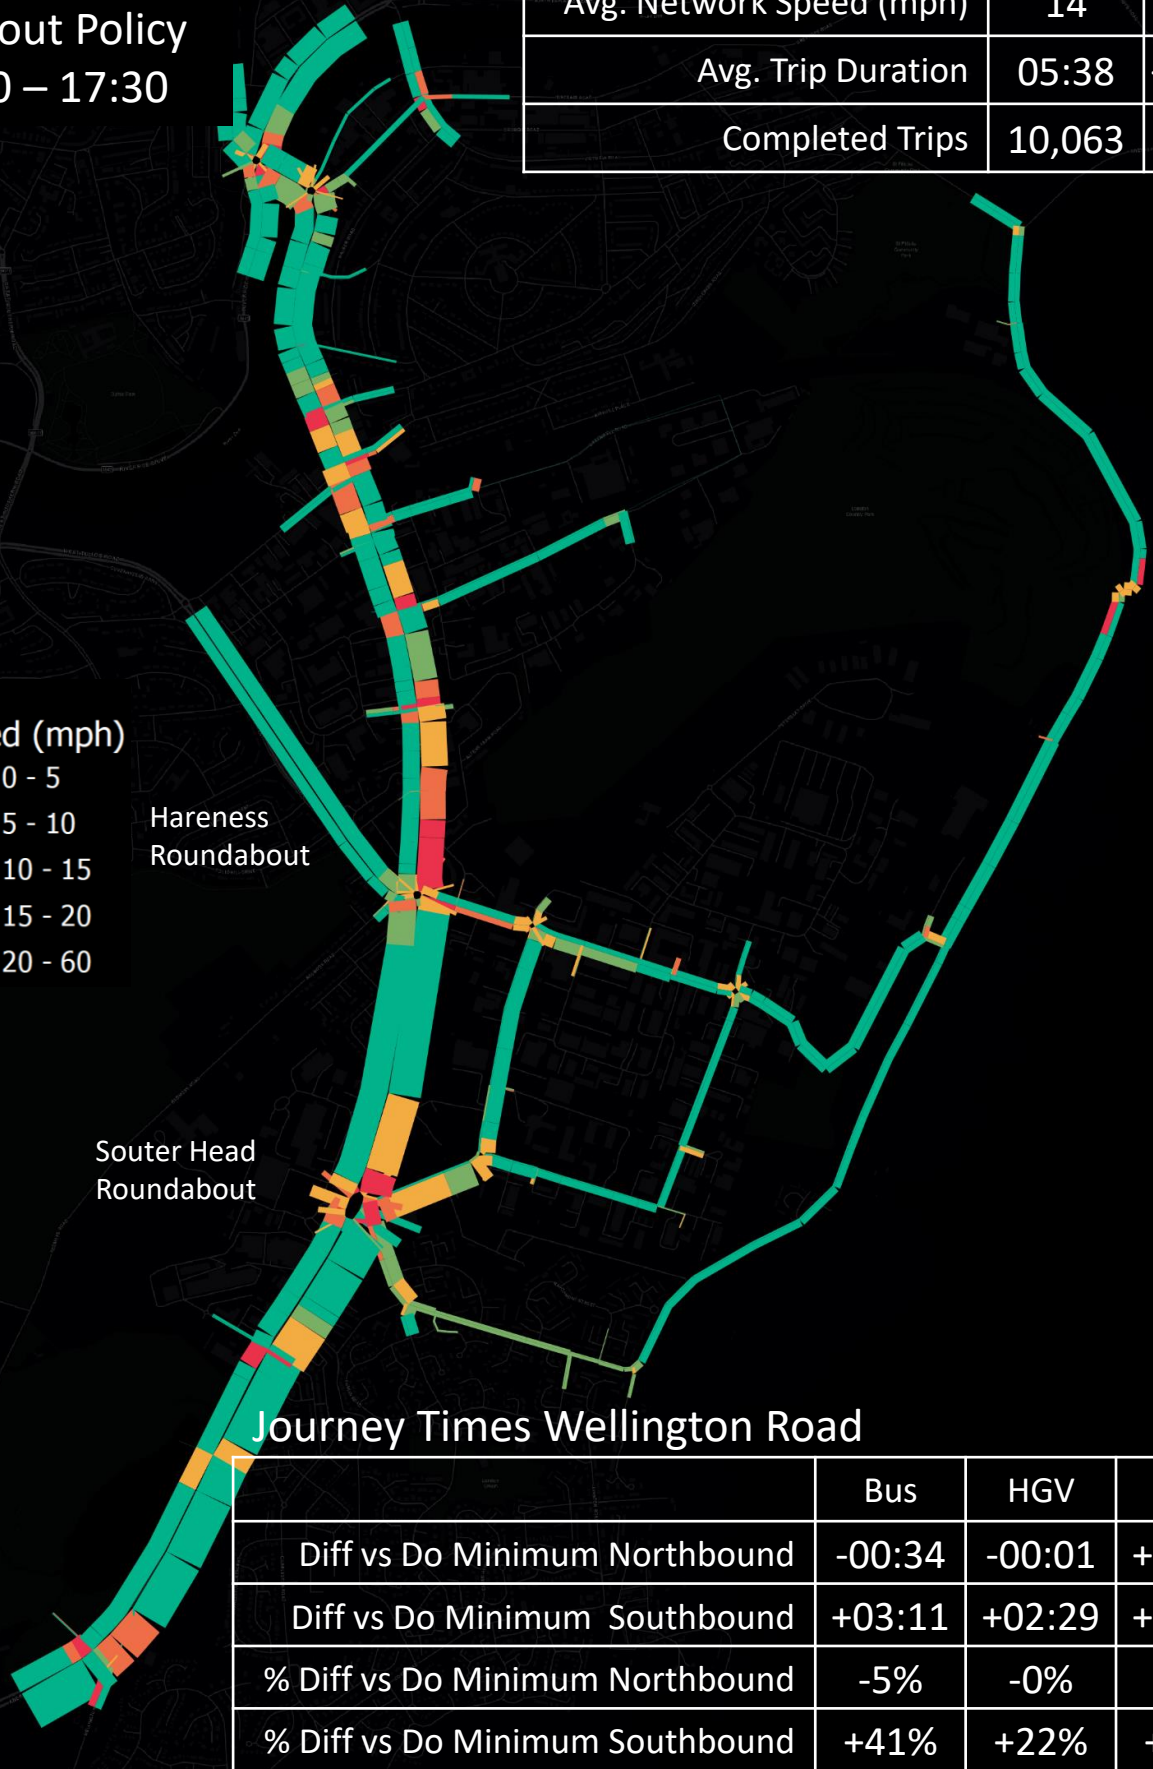 out Policy
0 – 17:30
Avg. Network Speed (mph) 14
Avg. Trip Duration 05:38
Completed Trips 10,063
ed (mph)
0 - 5
5 - 10
10 - 15
15 - 20
20 - 60
Hareness
Roundabout
Souter Head
Roundabout
Journey Times Wellington Road
Bus HGV
Diff vs Do Minimum Northbound -00:34 -00:01 +
Diff vs Do Minimum Southbound +03:11 +02:29 +
% Diff vs Do Minimum Northbound -5% -0%
% Diff vs Do Minimum Southbound +41% +22%